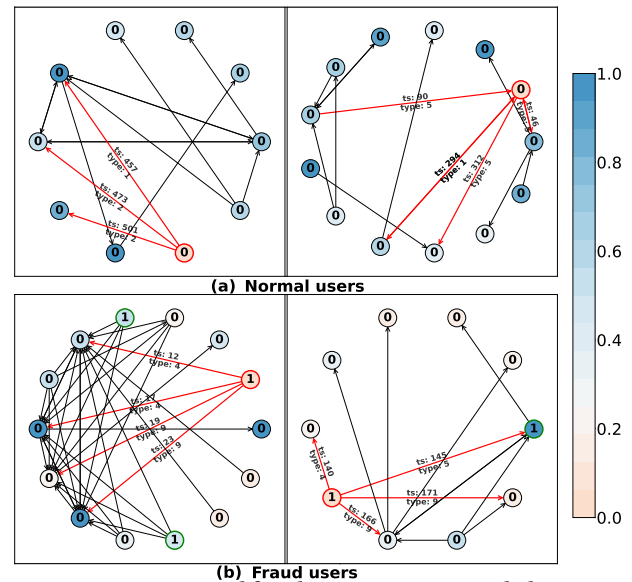 0 0 0 0 0 0 0 0 0 0
ts: 457
type:
ts: 473
type: 2
ts: 501
type: 2
0 0 0 0 0 0 0 0 0 0 0 0
ts: 90
type: 5
ts: 46
ts: 294
type: 1
ts: 312
type: 5
(a) Normal users
1 0 0 0 0 1 0 0 0 0 0 0 0 1
ts: 12
type: 4
ts: 17
type: 4
ts: 19
type: 9
ts: 23
type: 9
0 0 0 0 0 1 1 0 0 0
ts: 140
type: 4
ts: 145
type: 5
ts: 171
type: 9
ts: 166
type: 9
(b) Fraud users
1.0
0.8
0.6
0.4
0.2
0.0